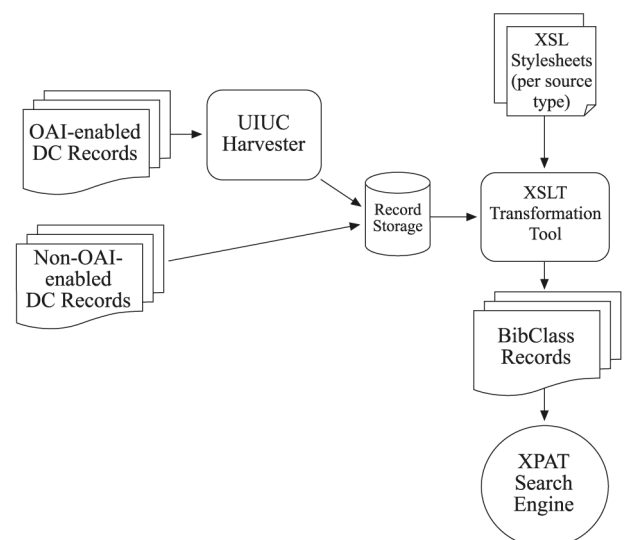 XSL
Stylesheets
(per source
type)
OAI-enabled
DC Records
UIUC
Harvester
Record
Storage
XSLT
Transformation
Tool
Non-OAI-
enabled
DC Records
BibClass
Records
XPAT
Search
Engine